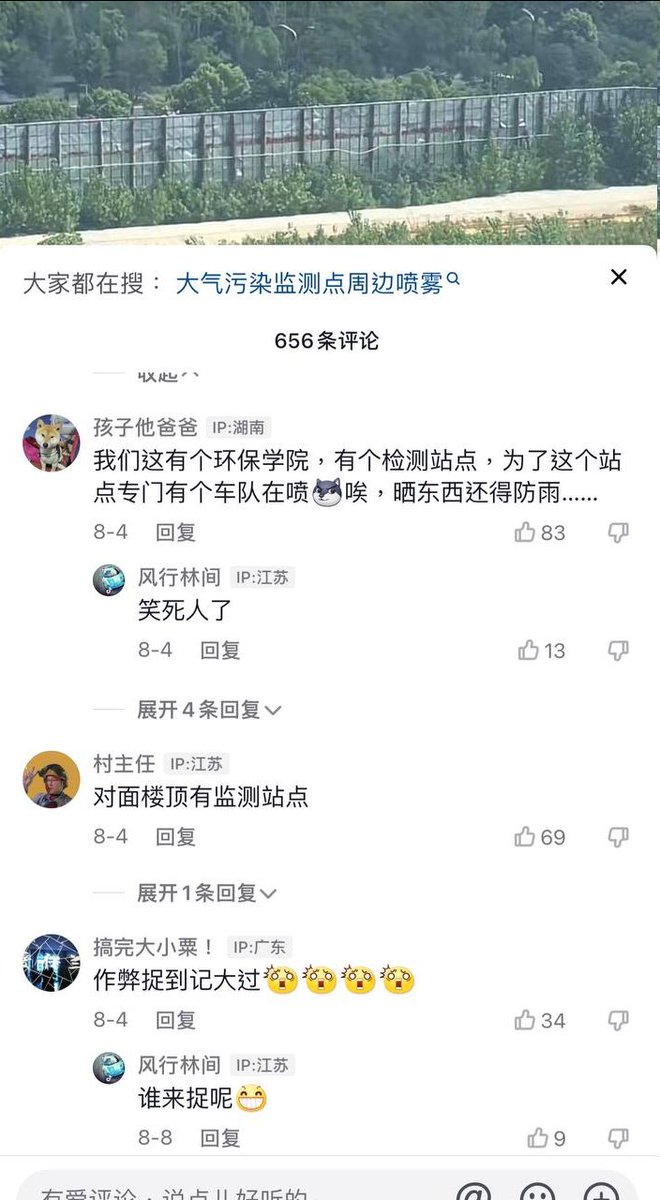 大家都在搜： 大气污染监测点周边喷雾
656条评论
收起
孩子他爸爸 IP:湖南
我们这有个环保学院，有个检测站点，为了这个站
点专门有个车队在喷唉，晒东西还得防雨……
8-4 回复 83
风行林间 IP:江苏
笑死人了
8-4 回复 13
展开4条回复
村主任 IP:江苏
对面楼顶有监测站点
8-4 回复 69
展开1条回复
搞完大小粟！ IP:广东
作弊捉到记大过
8-4 回复 34
风行林间 IP:江苏
谁来捉呢
8-8 回复 9
有爱评论，说点儿好听的